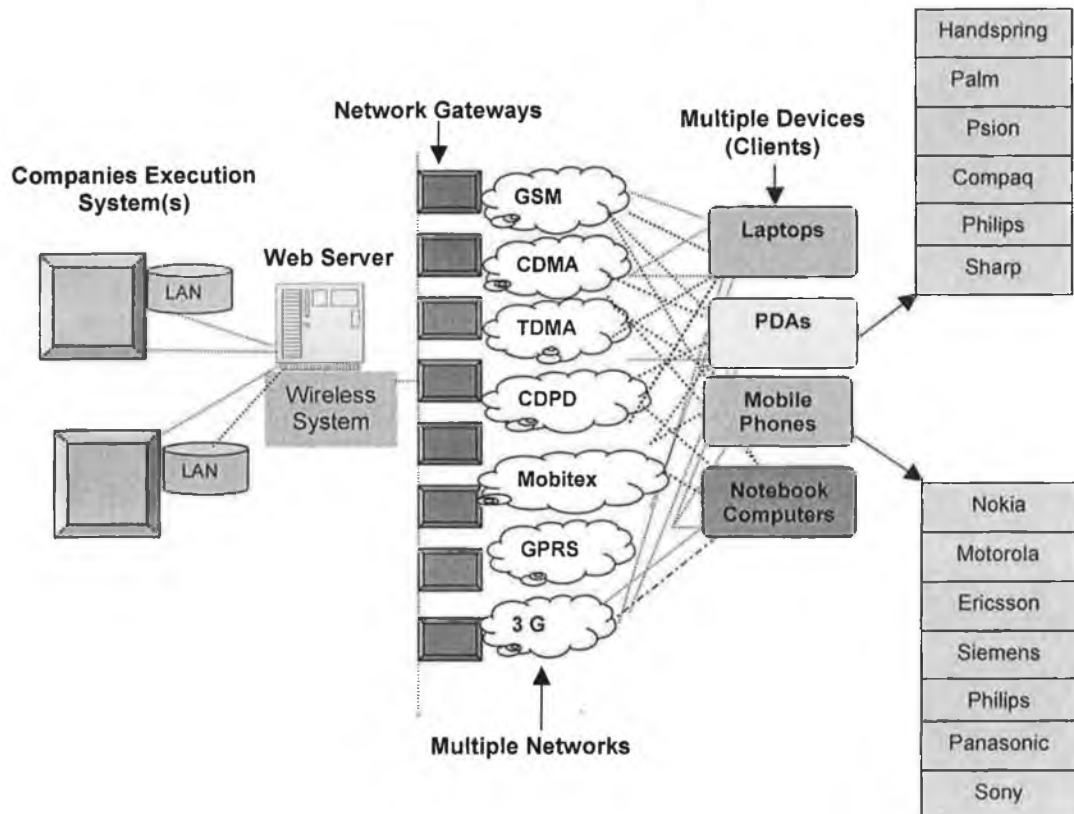 Companies Execution
System(s)
LAN
LAN
Web Server
Wireless
System
Network Gateways
GSM
CDMA
TDMA
CDPD
Mobitex
GPRS
3 G
Multiple Networks
Multiple Devices
(Clients)
Laptops
PDAs
Mobile
Phones
Notebook
Computers
Handspring
Palm
Psion
Compaq
Philips
Sharp
Nokia
Motorola
Ericsson
Siemens
Philips
Panasonic
Sony